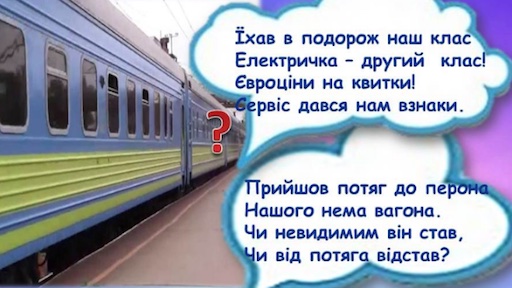 Їхав в подорож наш клас
Електричка – другий клас!
Євроціни на квитки!
Сервіс дався нам взнаки.
?
Прийшов потяг до перона
Нашого нема вагона.
Чи невидимим він став,
Чи від потяга відстав?